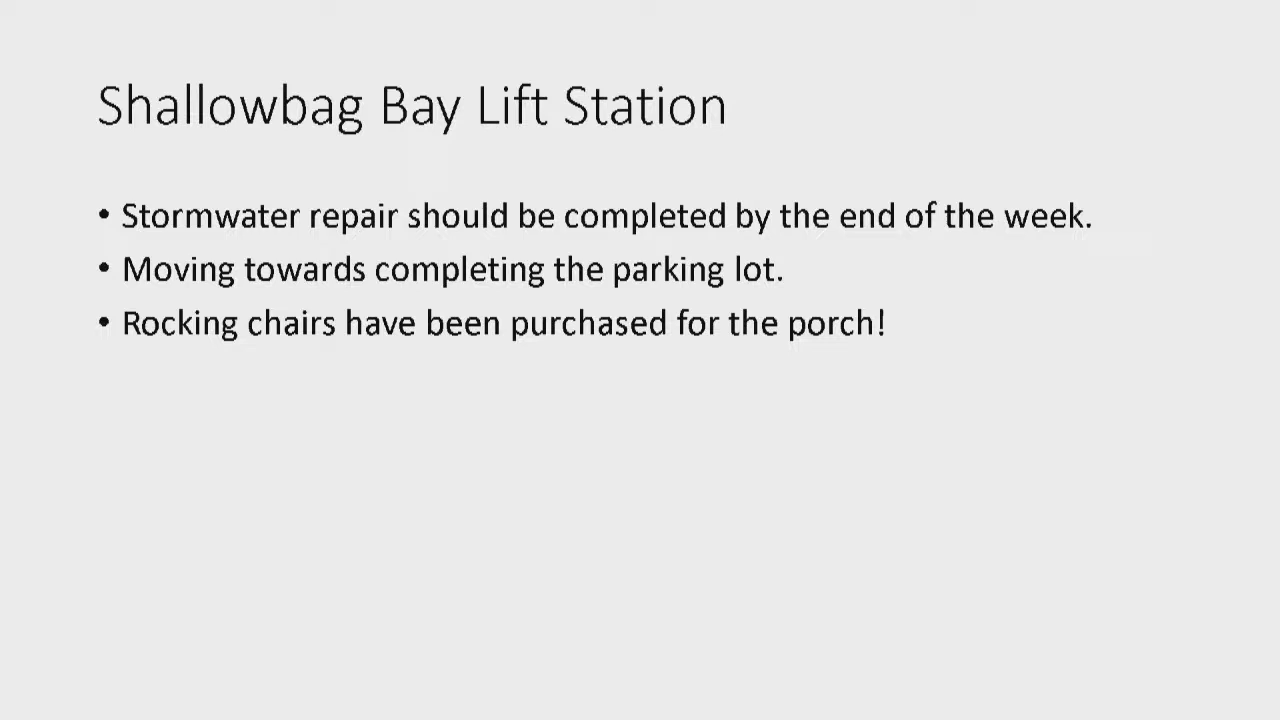 Shallowbag Bay Lift Station
• Stormwater repair should be completed by the end of the week.
• Moving towards completing the parking lot.
• Rocking chairs have been purchased for the porch!